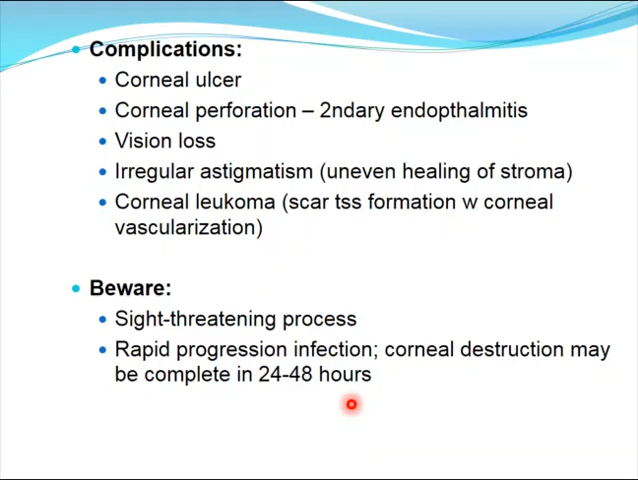 Complications:
Corneal ulcer
Corneal perforation – 2ndary endopthalmitis
Vision loss
Irregular astigmatism (uneven healing of stroma)
Corneal leukoma (scar tss formation w corneal
vascularization)
Beware:
Sight-threatening process
Rapid progression infection; corneal destruction may
be complete in 24-48 hours